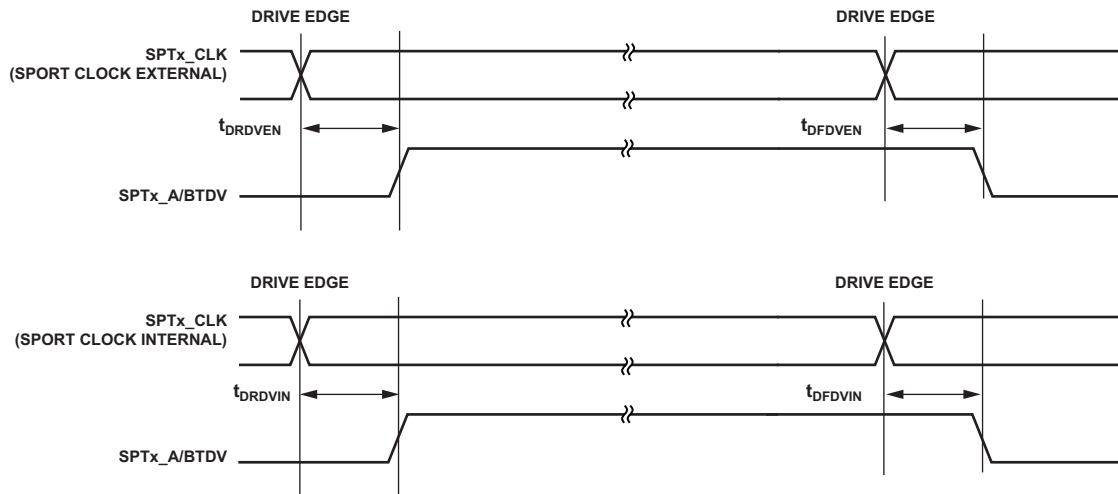 DRIVE EDGE DRIVE EDGE
SPTx_CLK
(SPORT CLOCK EXTERNAL)
tDRDVEN tDFDVEN
SPTx_A/BTDV
DRIVE EDGE DRIVE EDGE
SPTx_CLK
(SPORT CLOCK INTERNAL)
tDRDVIN tDFDVIN
SPTx_A/BTDV